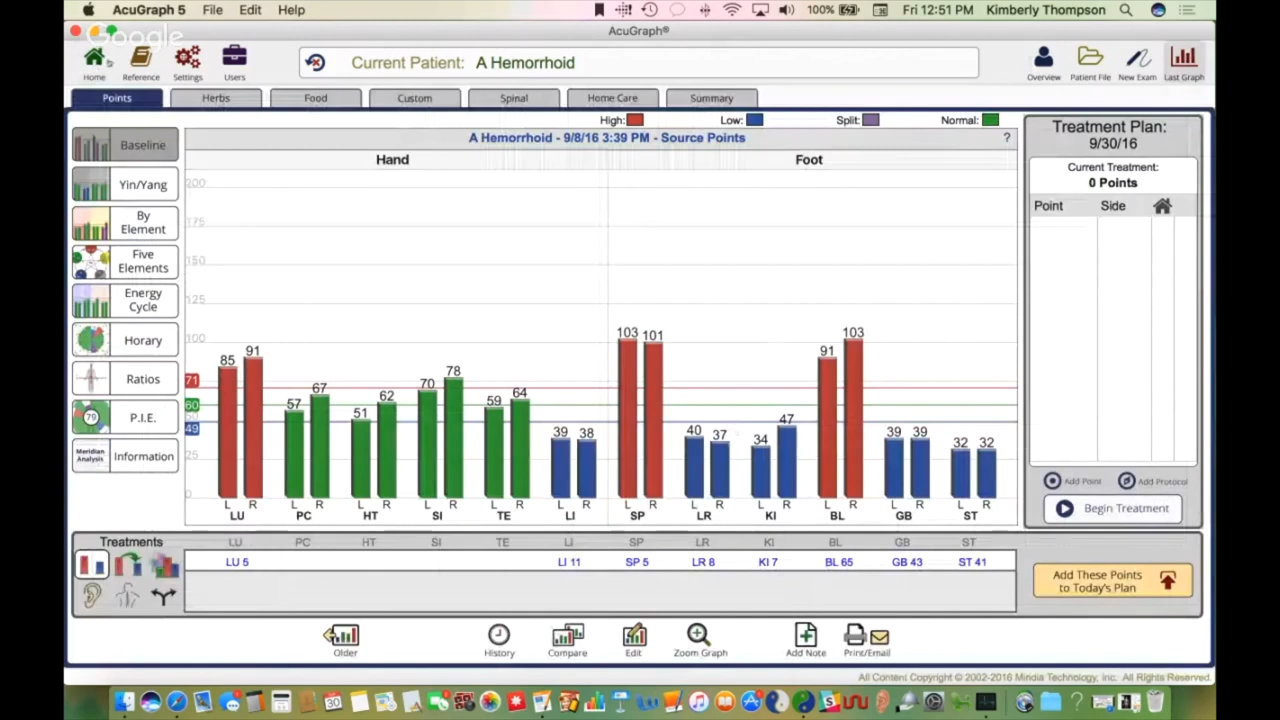 AcuGraph 5 File Edit Help 100% Fri 12:51 PM Kimberly Thompson
Google
AcuGraph®
Home Reference Settings Users Current Patient: A Hemorrhoid Overview Patient File New Exam Last Graph
Points Herbs Food Custom Spinal Home Care Summary
High: Low: Split: Normal:
A Hemorrhoid - 9/8/16 3:39 PM - Source Points ?
Hand Foot
Baseline
Yin/Yang
By
Element
Five
Elements
Energy
Cycle
Horary
Ratios
P.I.E.
79
Meridian
Analysis
Information
200
175
150
125
100
71
60
49
25
0
85 91 57 67 51 62 70 78 59 64 39 38 103 101 40 37 34 47 91 103 39 39 32 32
L R L R L R L R L R L R L R L R L R L R L R L R
LU PC HT SI TE LI SP LR KI BL GB ST
Treatment Plan:
9/30/16
Current Treatment:
0 Points
Point Side
Add Point Add Protocol
Begin Treatment
Treatments LU PC HT SI TE LI SP LR KI BL GB ST
LU 5 LI 11 SP 5 LR 8 KI 7 BL 65 GB 43 ST 41
Add These Points
to Today's Plan
Older History Compare Edit Zoom Graph Add Note Print/Email
All Content Copyright © 2002-2016 Miridia Technology, Inc. All Rights Reserved.
30